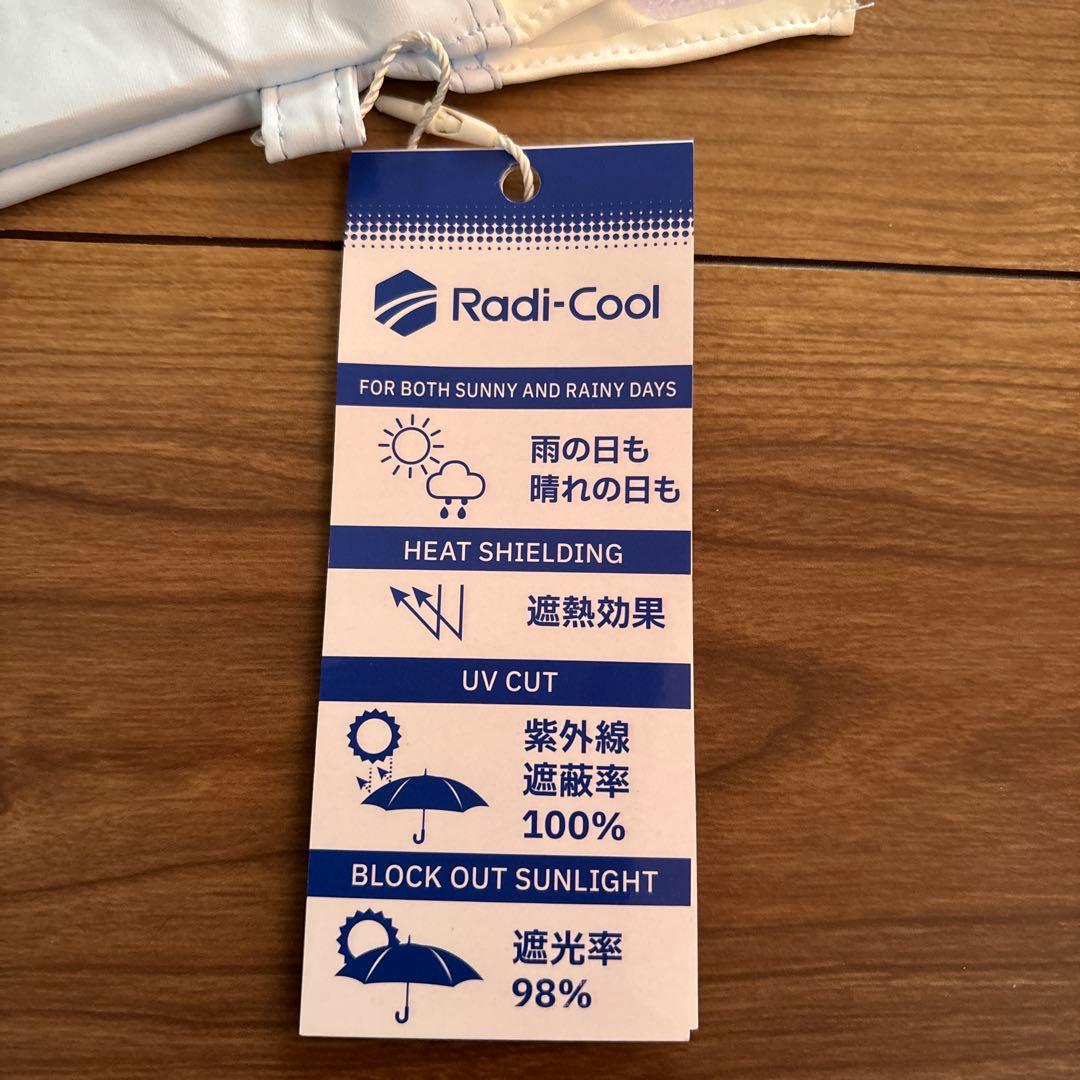 Radi-Cool
FOR BOTH SUNNY AND RAINY DAYS
雨の日も
晴れの日も
HEAT SHIELDING
遮熱効果
UV CUT
紫外線
遮蔽率
100%
BLOCK OUT SUNLIGHT
遮光率
98%